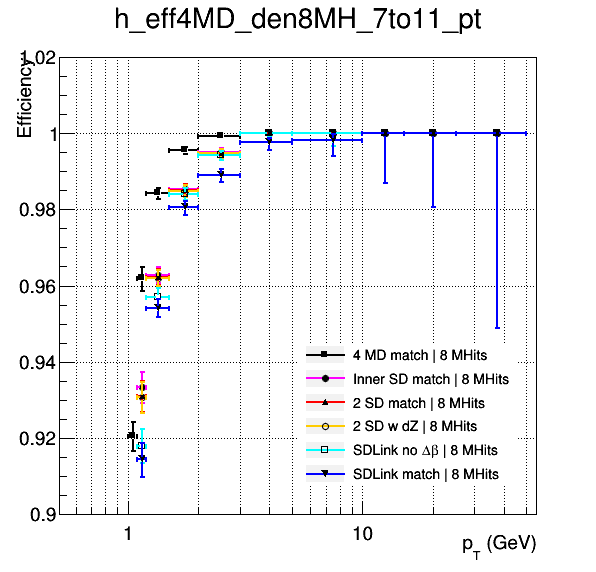 h_eff4MD_den8MH_7to11_pt
Efficiency
1.02
1
0.98
0.96
0.94
0.92
0.9
4 MD match | 8 MHits
Inner SD match | 8 MHits
2 SD match | 8 MHits
2 SD w dZ | 8 MHits
SDLink no Δβ | 8 MHits
SDLink match | 8 MHits
1
10
p_T (GeV)